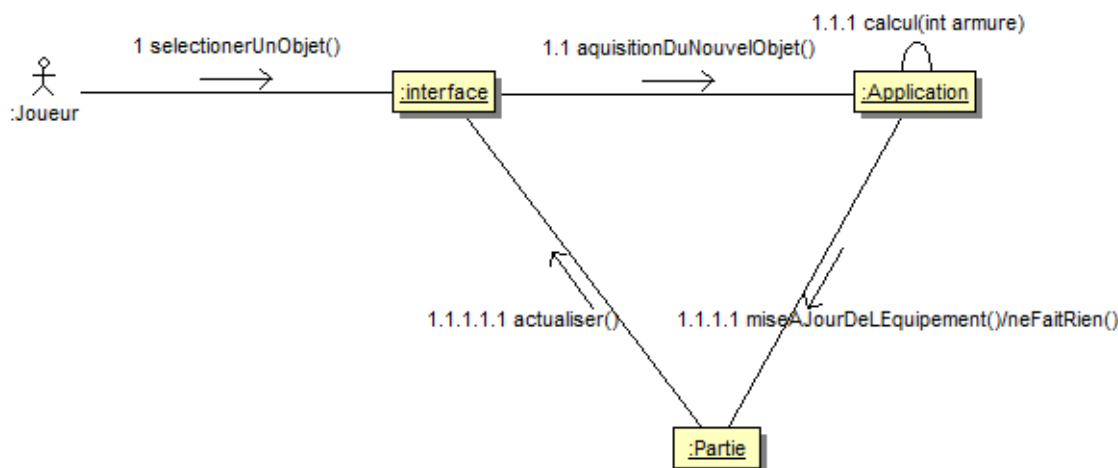 1.1.1 calcul(int armure)
1 selectionerUnObjet()
1.1 aquisitionDuNouvelObjet()
:Joueur
:interface
:Application
1.1.1.1.1 actualiser()
1.1.1.1 miseAJourDeLEquipement()/neFaitRien()
:Partie